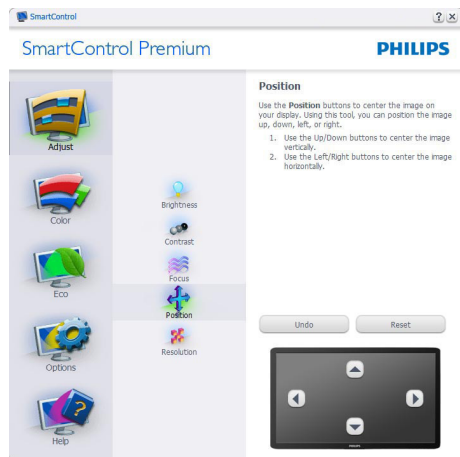 SmartControl
SmartControl Premium
PHILIPS
Adjust
Color
Eco
Options
Help
Brightness
Contrast
Focus
Position
Resolution
Position
Use the Position buttons to center the image on
your display. Using this tool, you can position the image
up, down, left, or right.
1. Use the Up/Down buttons to center the image
vertically.
2. Use the Left/Right buttons to center the image
horizontally.
Undo
Reset
PHILIPS